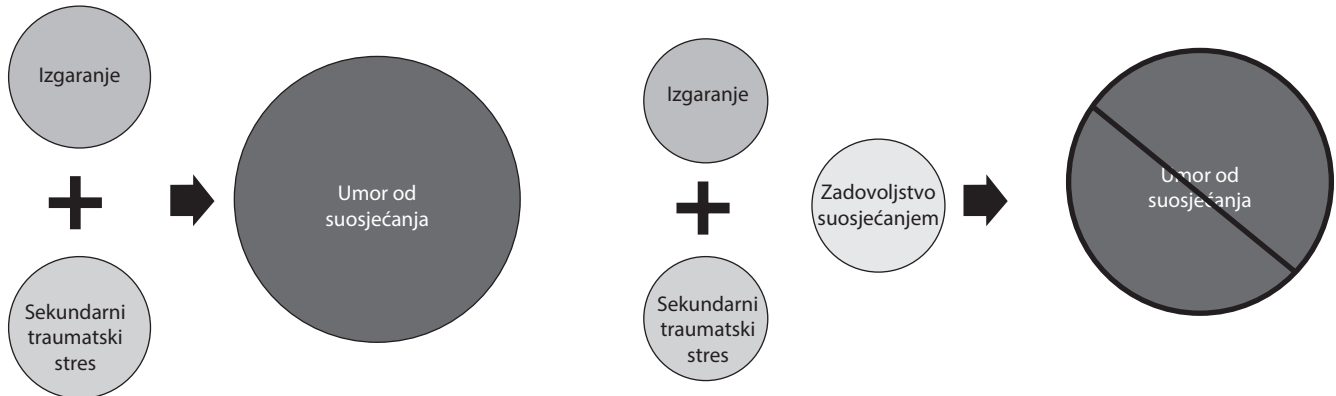 Izgaranje
Sekundarni
traumatski
stres
Umor od
suosjećanja
Izgaranje
Sekundarni
traumatski
stres
Zadovoljstvo
suosjećanjem
Umor od
suosjećanja